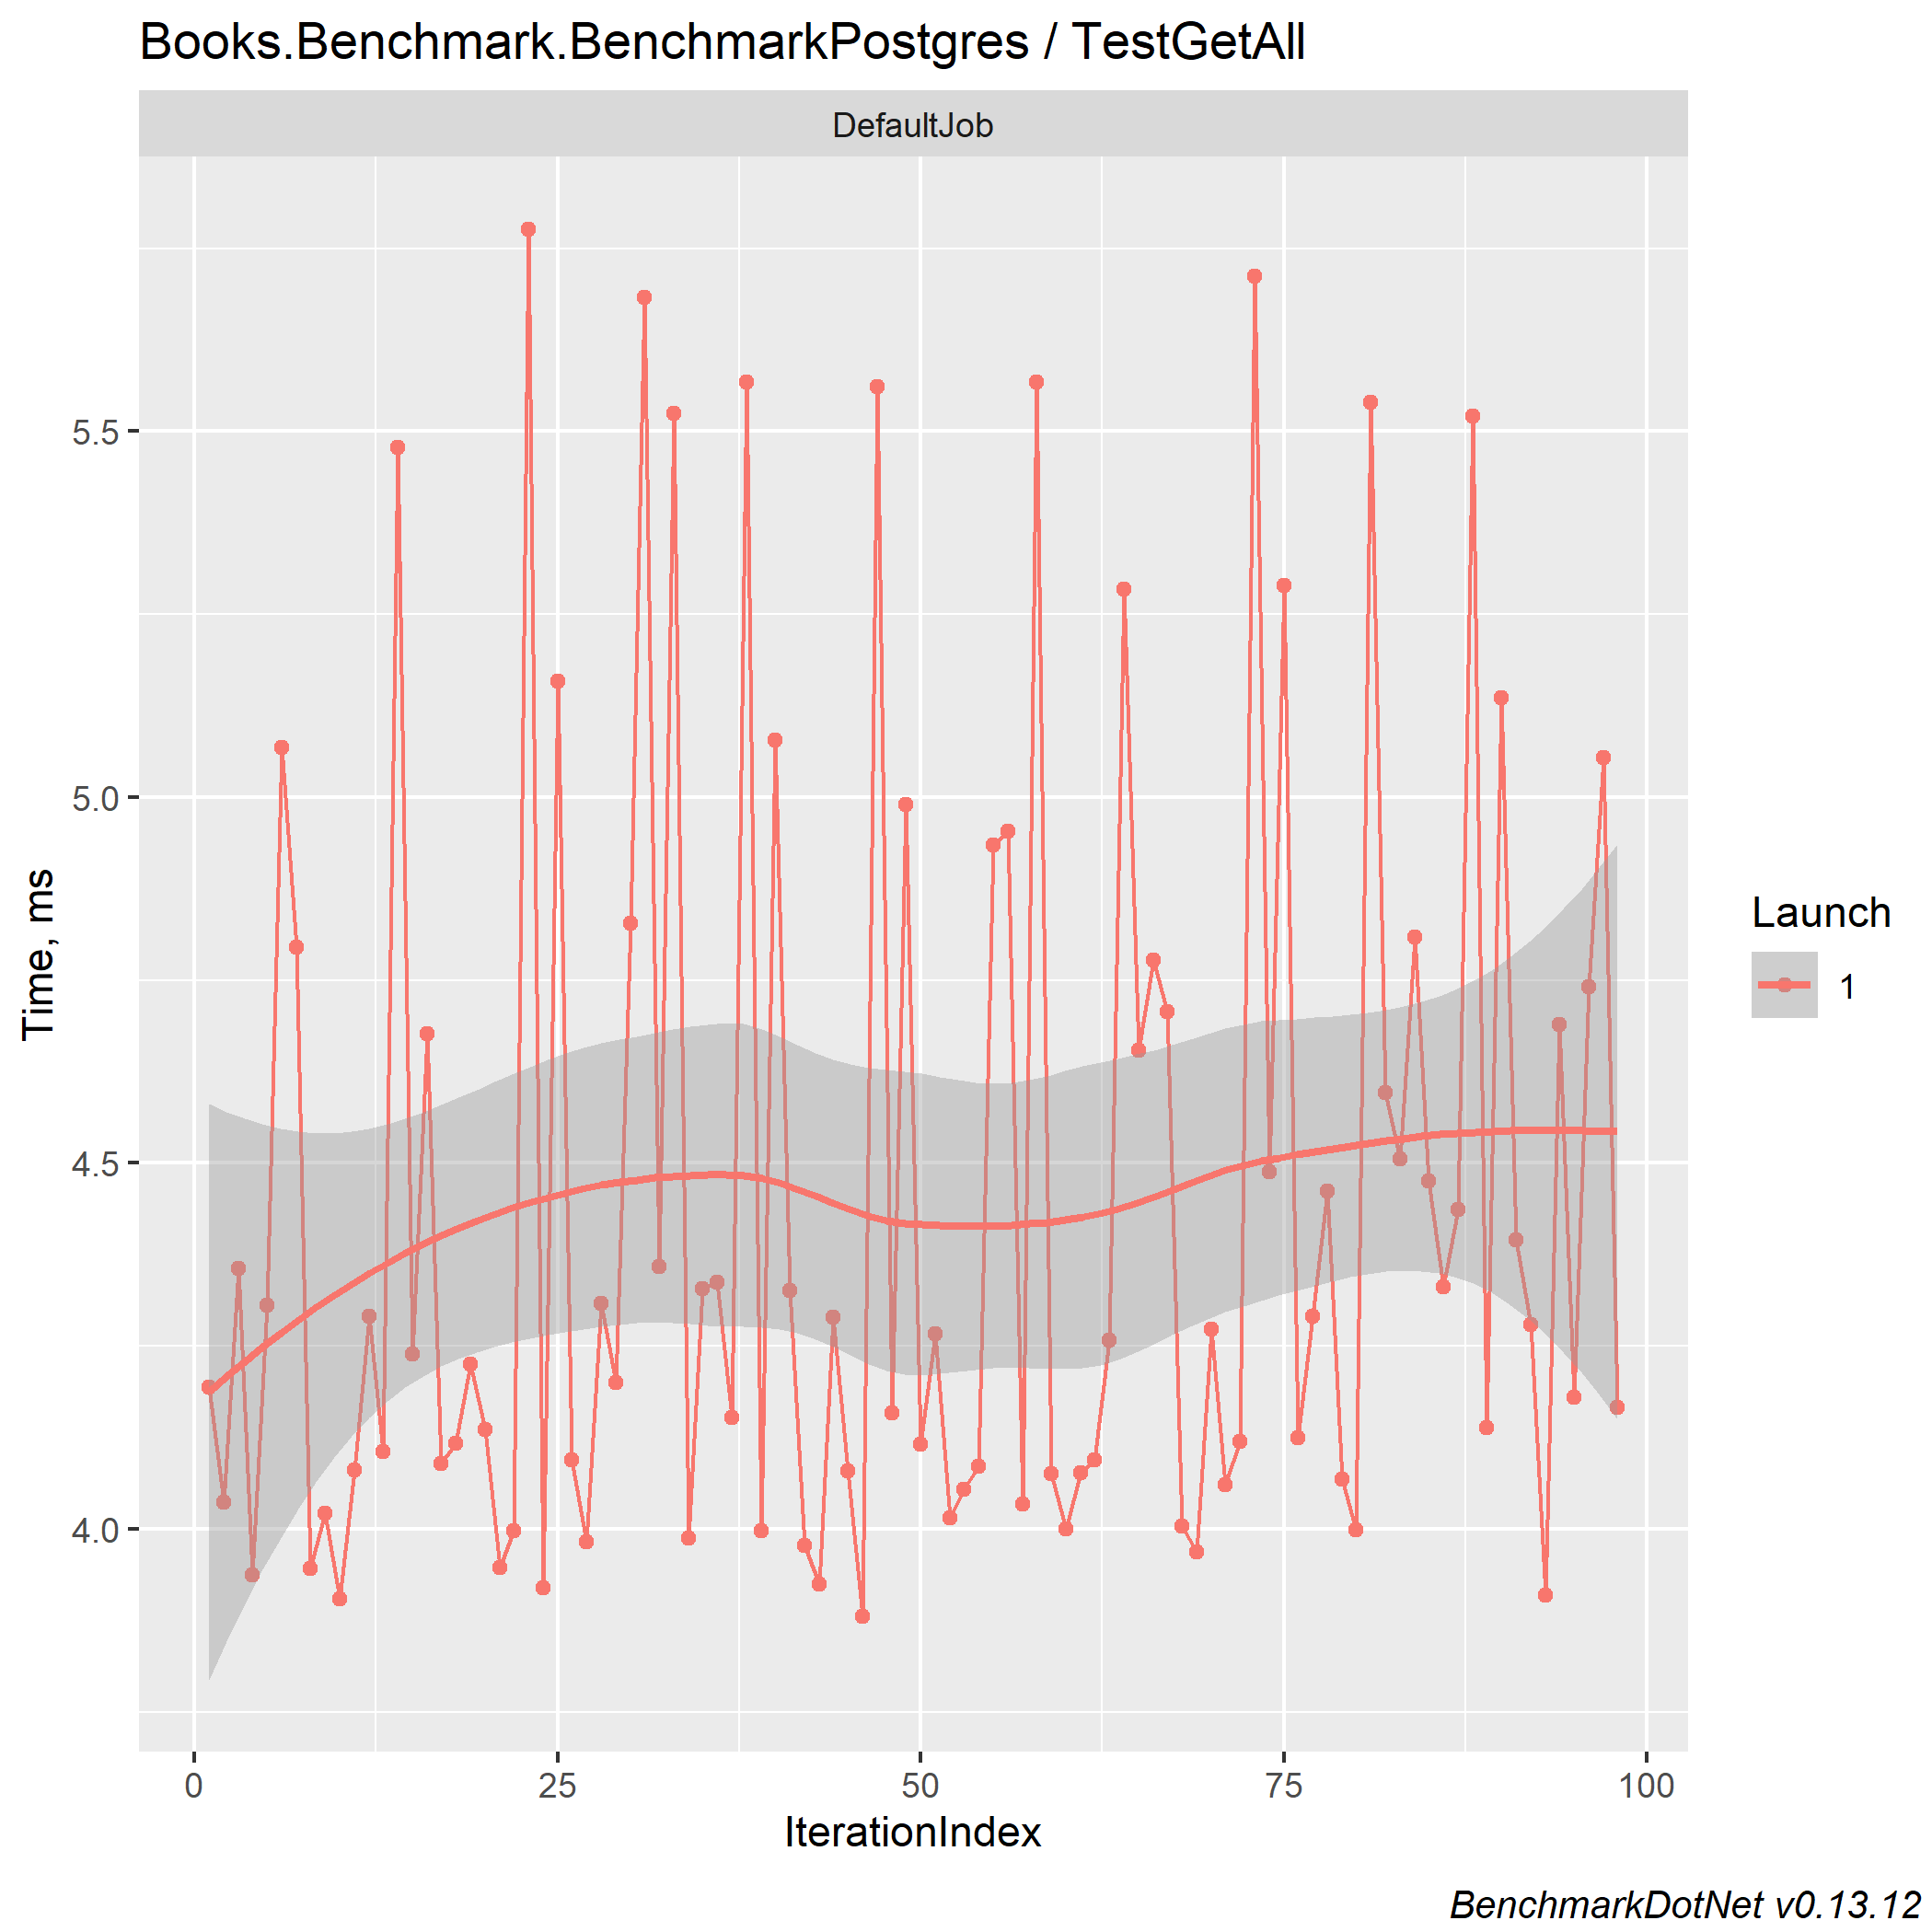 Books.Benchmark.BenchmarkPostgres / TestGetAll
DefaultJob
5.5
5.0
4.5
4.0
Time, ms
0 25 50 75 100
IterationIndex
Launch
1
BenchmarkDotNet v0.13.12